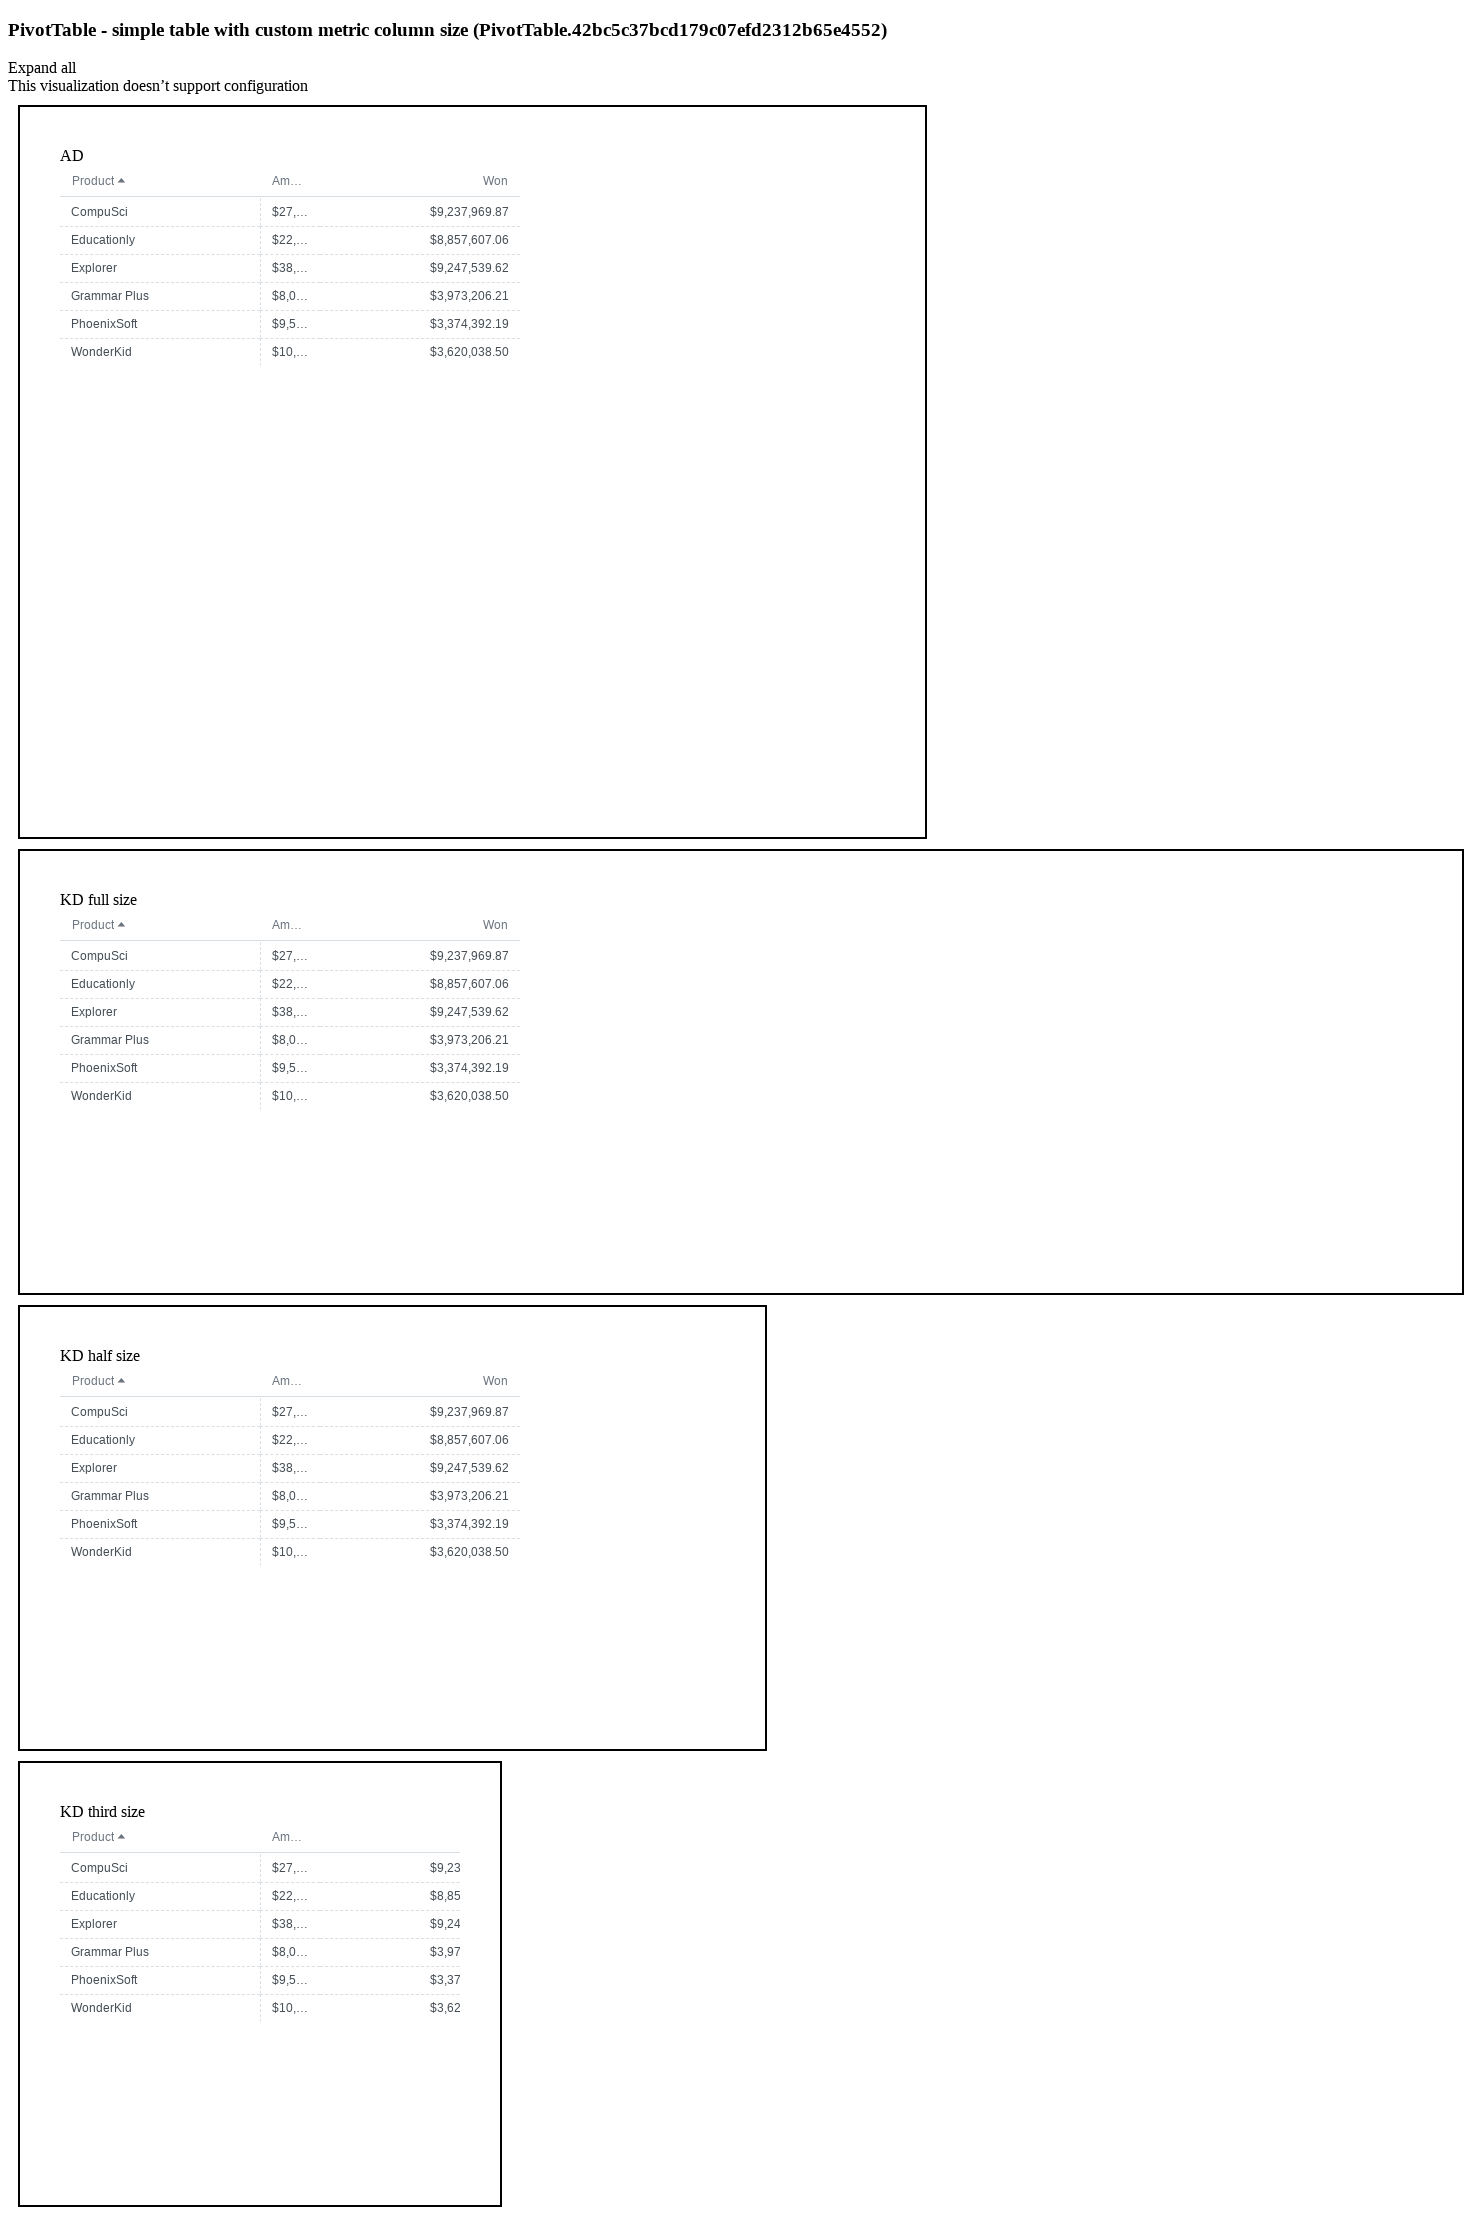 PivotTable - simple table with custom metric column size (PivotTable.42bc5c37bcd179c07efd2312b65e4552)
Expand all
This visualization doesn’t support configuration
AD
Product Am… Won
CompuSci $27,… $9,237,969.87
Educationly $22,… $8,857,607.06
Explorer $38,… $9,247,539.62
Grammar Plus $8,0… $3,973,206.21
PhoenixSoft $9,5… $3,374,392.19
WonderKid $10,… $3,620,038.50
KD full size
Product Am… Won
CompuSci $27,… $9,237,969.87
Educationly $22,… $8,857,607.06
Explorer $38,… $9,247,539.62
Grammar Plus $8,0… $3,973,206.21
PhoenixSoft $9,5… $3,374,392.19
WonderKid $10,… $3,620,038.50
KD half size
Product Am… Won
CompuSci $27,… $9,237,969.87
Educationly $22,… $8,857,607.06
Explorer $38,… $9,247,539.62
Grammar Plus $8,0… $3,973,206.21
PhoenixSoft $9,5… $3,374,392.19
WonderKid $10,… $3,620,038.50
KD third size
Product Am…
CompuSci $27,… $9,23
Educationly $22,… $8,85
Explorer $38,… $9,24
Grammar Plus $8,0… $3,97
PhoenixSoft $9,5… $3,37
WonderKid $10,… $3,62